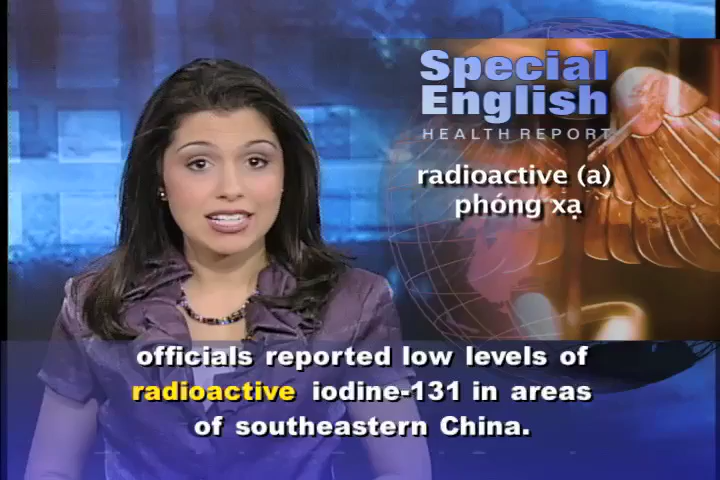 Special
English
HEALTH REPORT
radioactive (a)
phóng xạ
officials reported low levels of
radioactive iodine-131 in areas
of southeastern China.